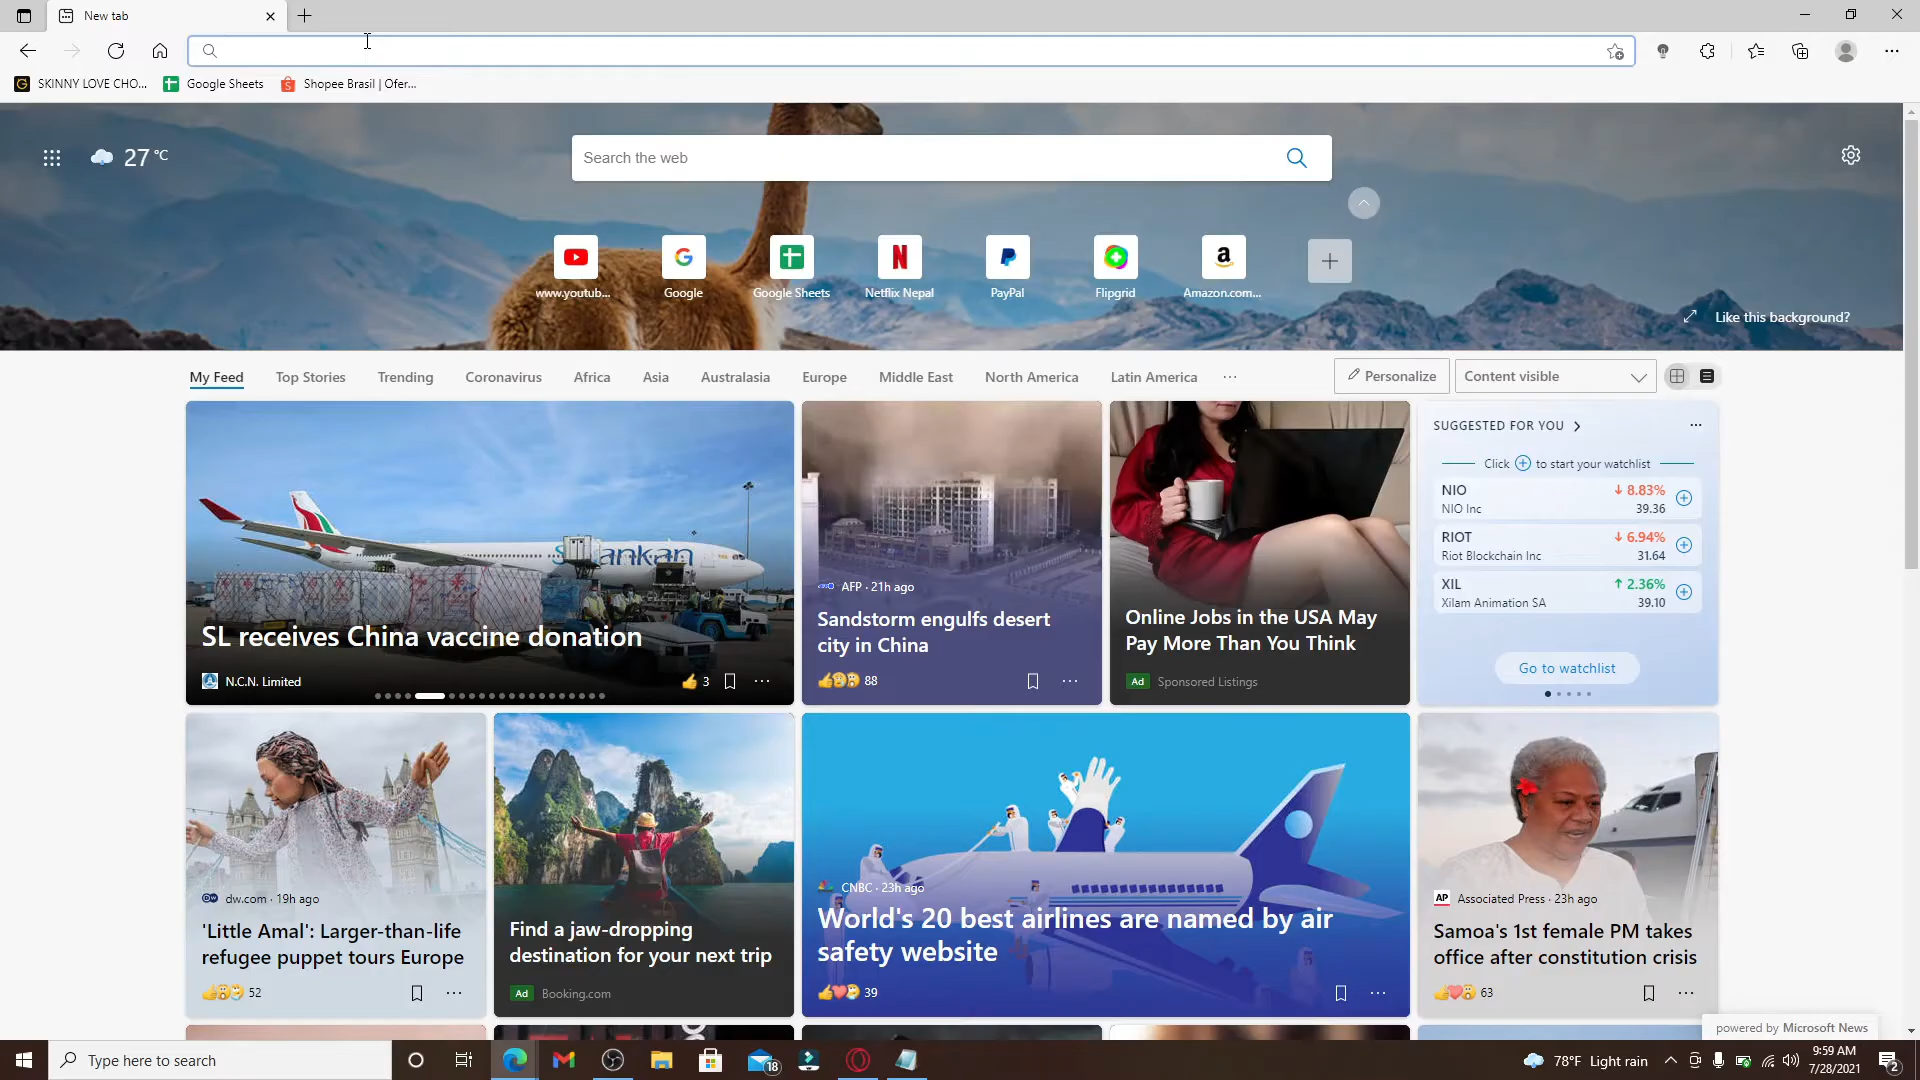 New tab
SKINNY LOVE CHO...
Google Sheets
Shopee Brasil | Ofer...
27 °C
Search the web
www.youtub...
Google
Google Sheets
Netflix Nepal
PayPal
Flipgrid
Amazon.com...
Like this background?
My Feed
Top Stories
Trending
Coronavirus
Africa
Asia
Australasia
Europe
Middle East
North America
Latin America
Personalize
Content visible
SL receives China vaccine donation
N.C.N. Limited
3
AFP · 21h ago
Sandstorm engulfs desert
city in China
88
Online Jobs in the USA May
Pay More Than You Think
Ad Sponsored Listings
SUGGESTED FOR YOU
Click + to start your watchlist
NIO 8.83%
NIO Inc 39.36
RIOT 6.94%
Riot Blockchain Inc 31.64
XIL 2.36%
Xilam Animation SA 39.10
Go to watchlist
dw.com · 19h ago
'Little Amal': Larger-than-life
refugee puppet tours Europe
52
Find a jaw-dropping
destination for your next trip
Ad Booking.com
CNBC · 23h ago
World's 20 best airlines are named by air
safety website
39
AP Associated Press · 23h ago
Samoa's 1st female PM takes
office after constitution crisis
63
powered by Microsoft News
Type here to search
18
78°F Light rain
9:59 AM
7/28/2021
2